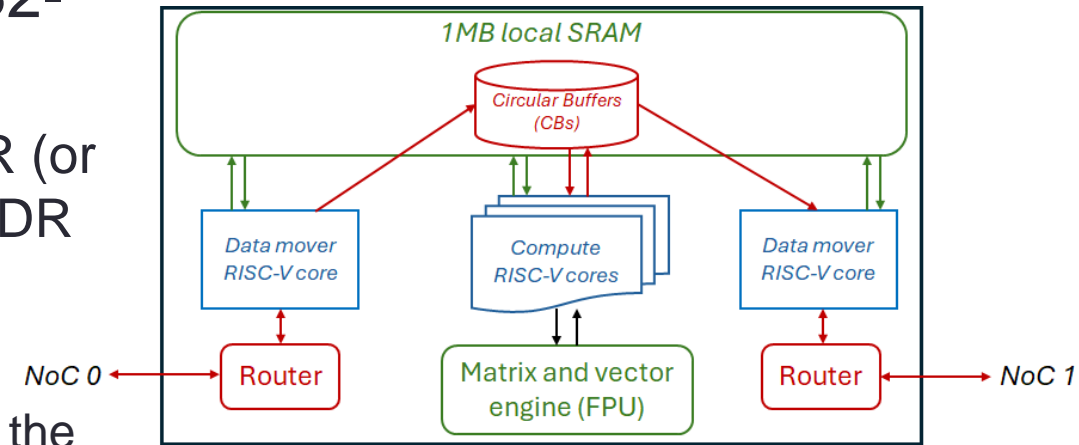 32-
1MB local SRAM
Circular Buffers
(CBs)
R (or
DR
Data mover
RISC-V core
Compute
RISC-V cores
Data mover
RISC-V core
NoC 0
Router
Matrix and vector
engine (FPU)
Router
NoC 1
the